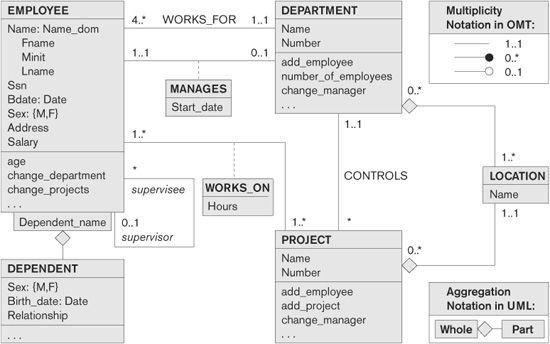 EMPLOYEE
Name: Name_dom
Fname
Minit
Lname
Ssn
Bdate: Date
Sex: {M,F}
Address
Salary
age
change_department
change_projects
. . .
Dependent_name
DEPENDENT
Sex: {M,F}
Birth_date: Date
Relationship
. . .
4..*
WORKS_FOR
1..1
1..1
0..1
MANAGES
Start_date
1..*
WORKS_ON
Hours
*
supervisee
0..1
supervisor
1..*
DEPARTMENT
Name
Number
add_employee
number_of_employees
change_manager
. . .
0..*
1..1
CONTROLS
*
1..*
LOCATION
Name
1..1
0..*
PROJECT
Name
Number
add_employee
add_project
change_manager
. . .
Multiplicity
Notation in OMT:
1..1
0..*
0..1
Aggregation
Notation in UML:
Whole
Part